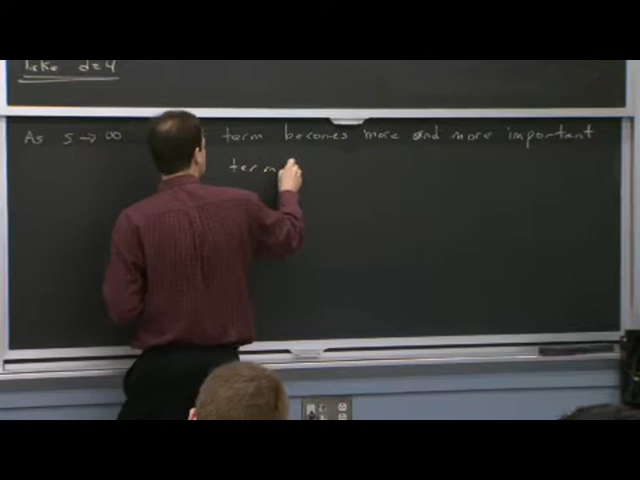 Take d=4
As s→∞ term becomes more and more important
term